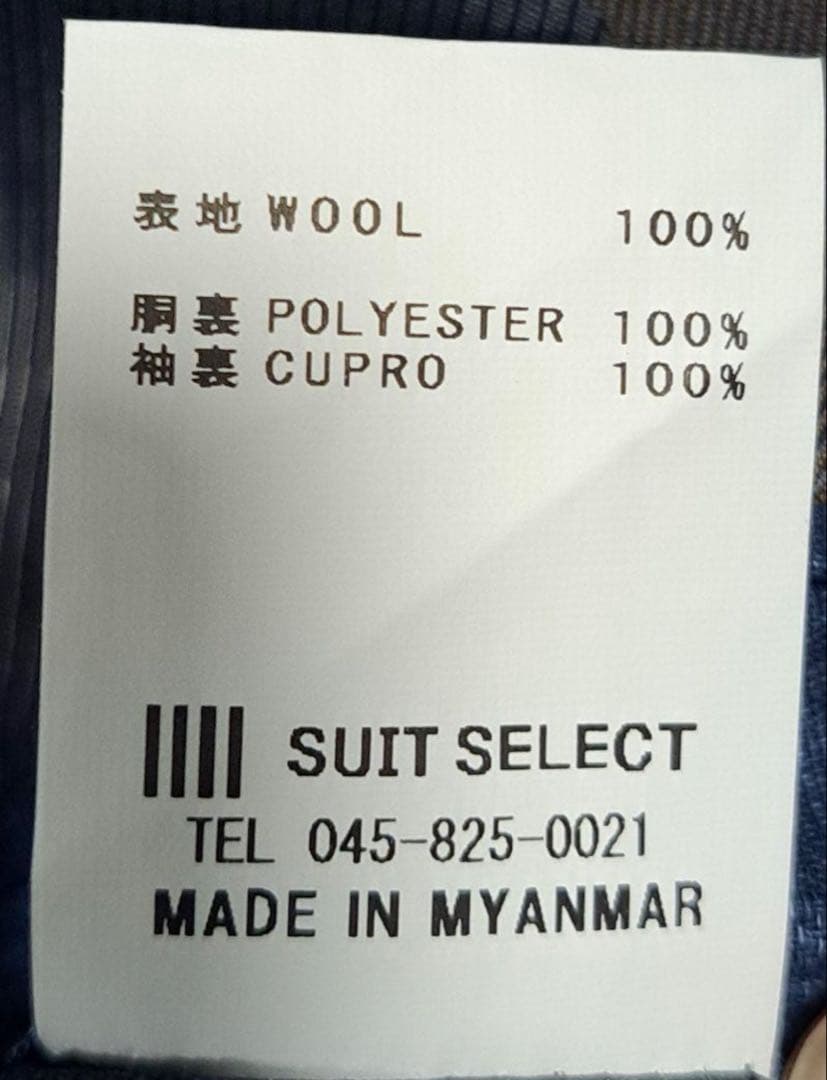 表地 WOOL 100%
胴裏 POLYESTER 100%
袖裏 CUPRO 100%
SUIT SELECT
TEL 045-825-0021
MADE IN MYANMAR